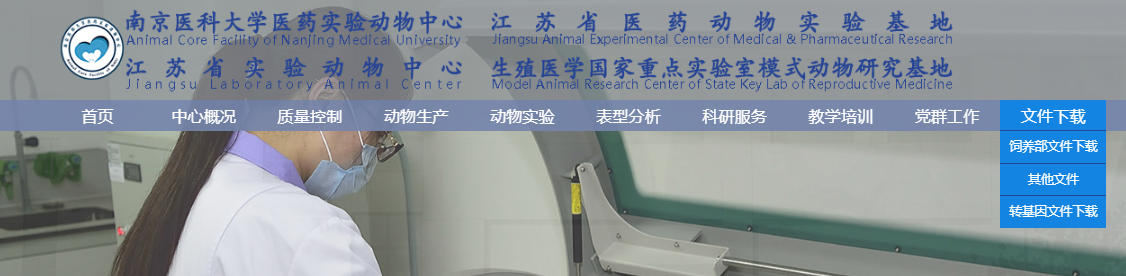 南京医科大学医药实验动物中心 江苏省医药动物实验基地
Animal Core Facility of Nanjing Medical University Jiangsu Animal Experimental Center of Medical & Pharmaceutical Research
江苏省实验动物中心 生殖医学国家重点实验室模式动物研究基地
Jiangsu Laboratory Animal Center Model Animal Research Center of State Key Lab of Reproductive Medicine
首页 中心概况 质量控制 动物生产 动物实验 表型分析 科研服务 教学培训 党群工作 文件下载
饲养部文件下载
其他文件
转基因文件下载